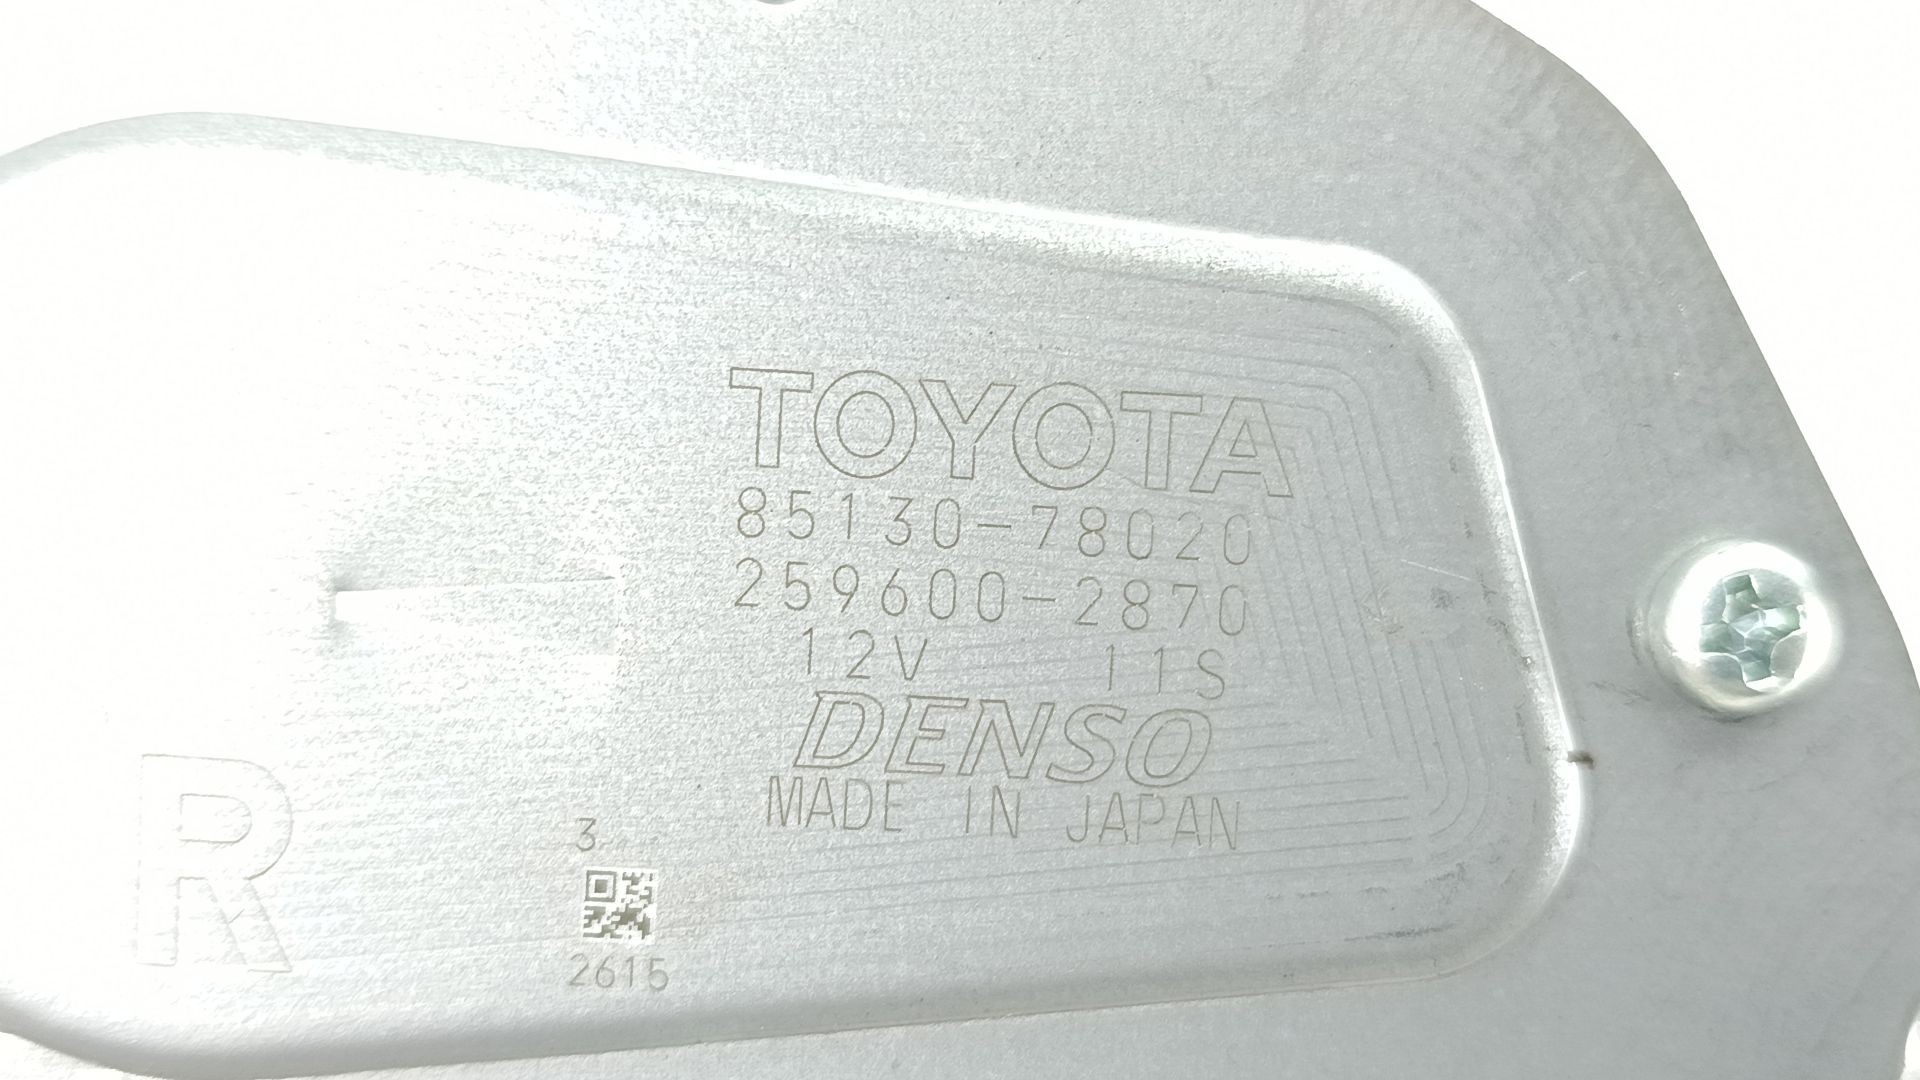 TOYOTA
85130-78020
259600-2870
12V 11S
DENSO
MADE IN JAPAN
R
3
2615